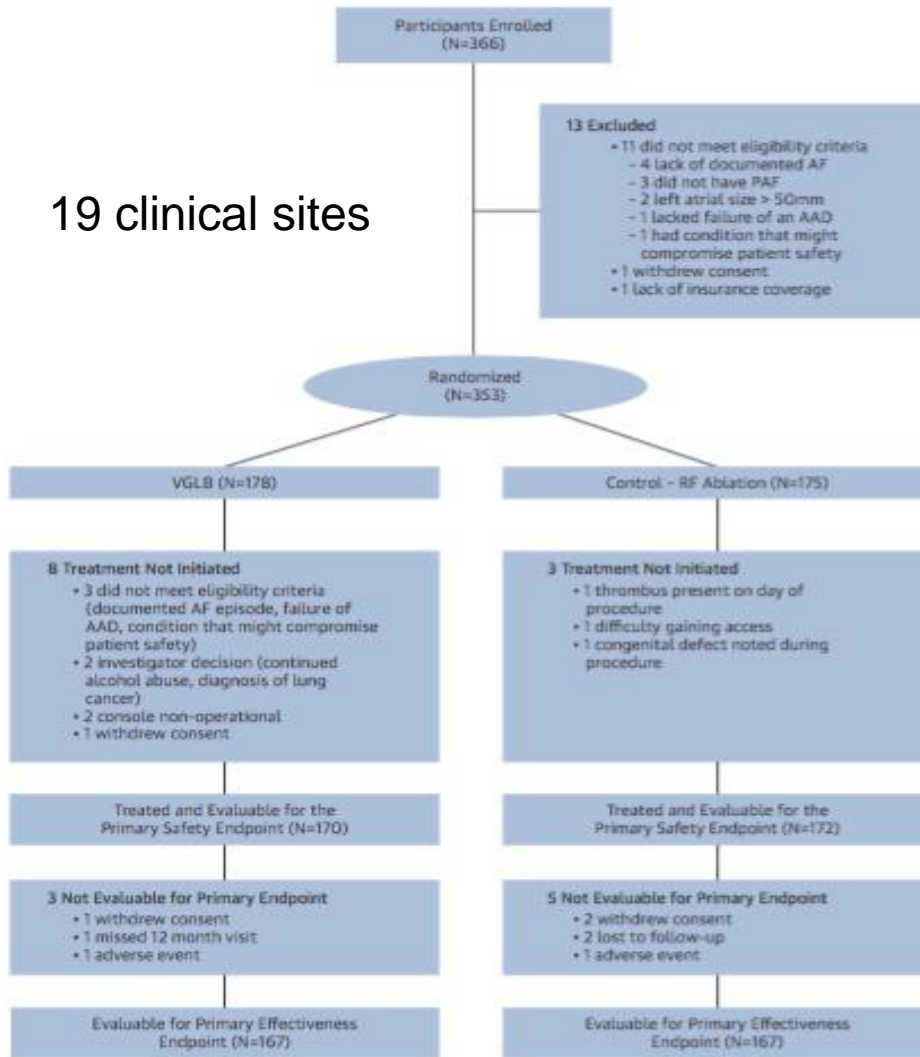 Participants Enrolled
(N=366)
13 Excluded
• 11 did not meet eligibility criteria
– 4 lack of documented AF
– 3 did not have PAF
– 2 left atrial size > 50mm
– 1 lacked failure of an AAD
– 1 had condition that might
compromise patient safety
• 1 withdrew consent
• 1 lack of insurance coverage
19 clinical sites
Randomized
(N=353)
VGLB (N=178)
Control – RF Ablation (N=175)
8 Treatment Not Initiated
• 3 did not meet eligibility criteria
(documented AF episode, failure of
AAD, condition that might compromise
patient safety)
• 2 investigator decision (continued
alcohol abuse, diagnosis of lung
cancer)
• 2 console non-operational
• 1 withdrew consent
3 Treatment Not Initiated
• 1 thrombus present on day of
procedure
• 1 difficulty gaining access
• 1 congenital defect noted during
procedure
Treated and Evaluable for the
Primary Safety Endpoint (N=170)
Treated and Evaluable for the
Primary Safety Endpoint (N=172)
3 Not Evaluable for Primary Endpoint
• 1 withdrew consent
• 1 missed 12 month visit
• 1 adverse event
5 Not Evaluable for Primary Endpoint
• 2 withdrew consent
• 2 lost to follow-up
• 1 adverse event
Evaluable for Primary Effectiveness
Endpoint (N=167)
Evaluable for Primary Effectiveness
Endpoint (N=167)